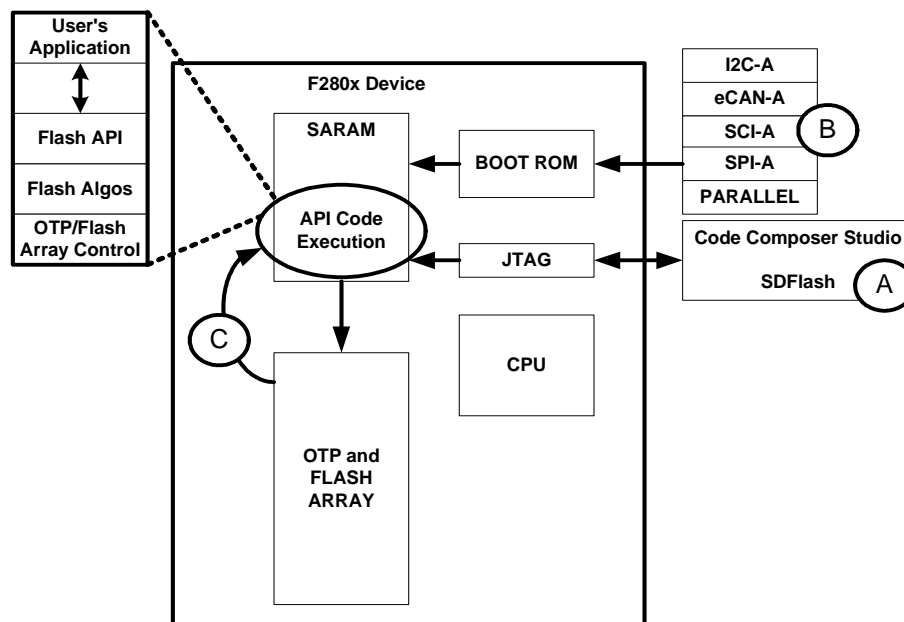 User's
Application
Flash API
Flash Algos
OTP/Flash
Array Control
F280x Device
SARAM
API Code
Execution
C
OTP and
FLASH
ARRAY
BOOT ROM
JTAG
CPU
I2C-A
eCAN-A
SCI-A
B
SPI-A
PARALLEL
Code Composer Studio
SDFlash
A